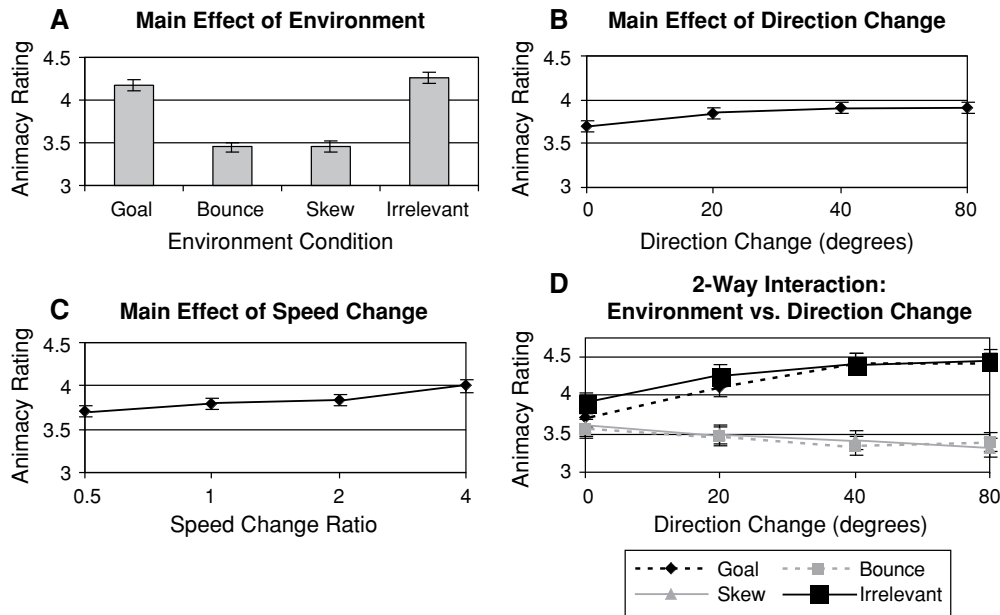 A Main Effect of Environment
Animacy Rating
4.5
4
3.5
3
Goal Bounce Skew Irrelevant
Environment Condition
B Main Effect of Direction Change
Animacy Rating
4.5
4
3.5
3
0 20 40 80
Direction Change (degrees)
C Main Effect of Speed Change
Animacy Rating
4.5
4
3.5
3
0.5 1 2 4
Speed Change Ratio
D 2-Way Interaction:
Environment vs. Direction Change
Animacy Rating
4.5
4
3.5
3
0 20 40 80
Direction Change (degrees)
Goal Bounce
Skew Irrelevant